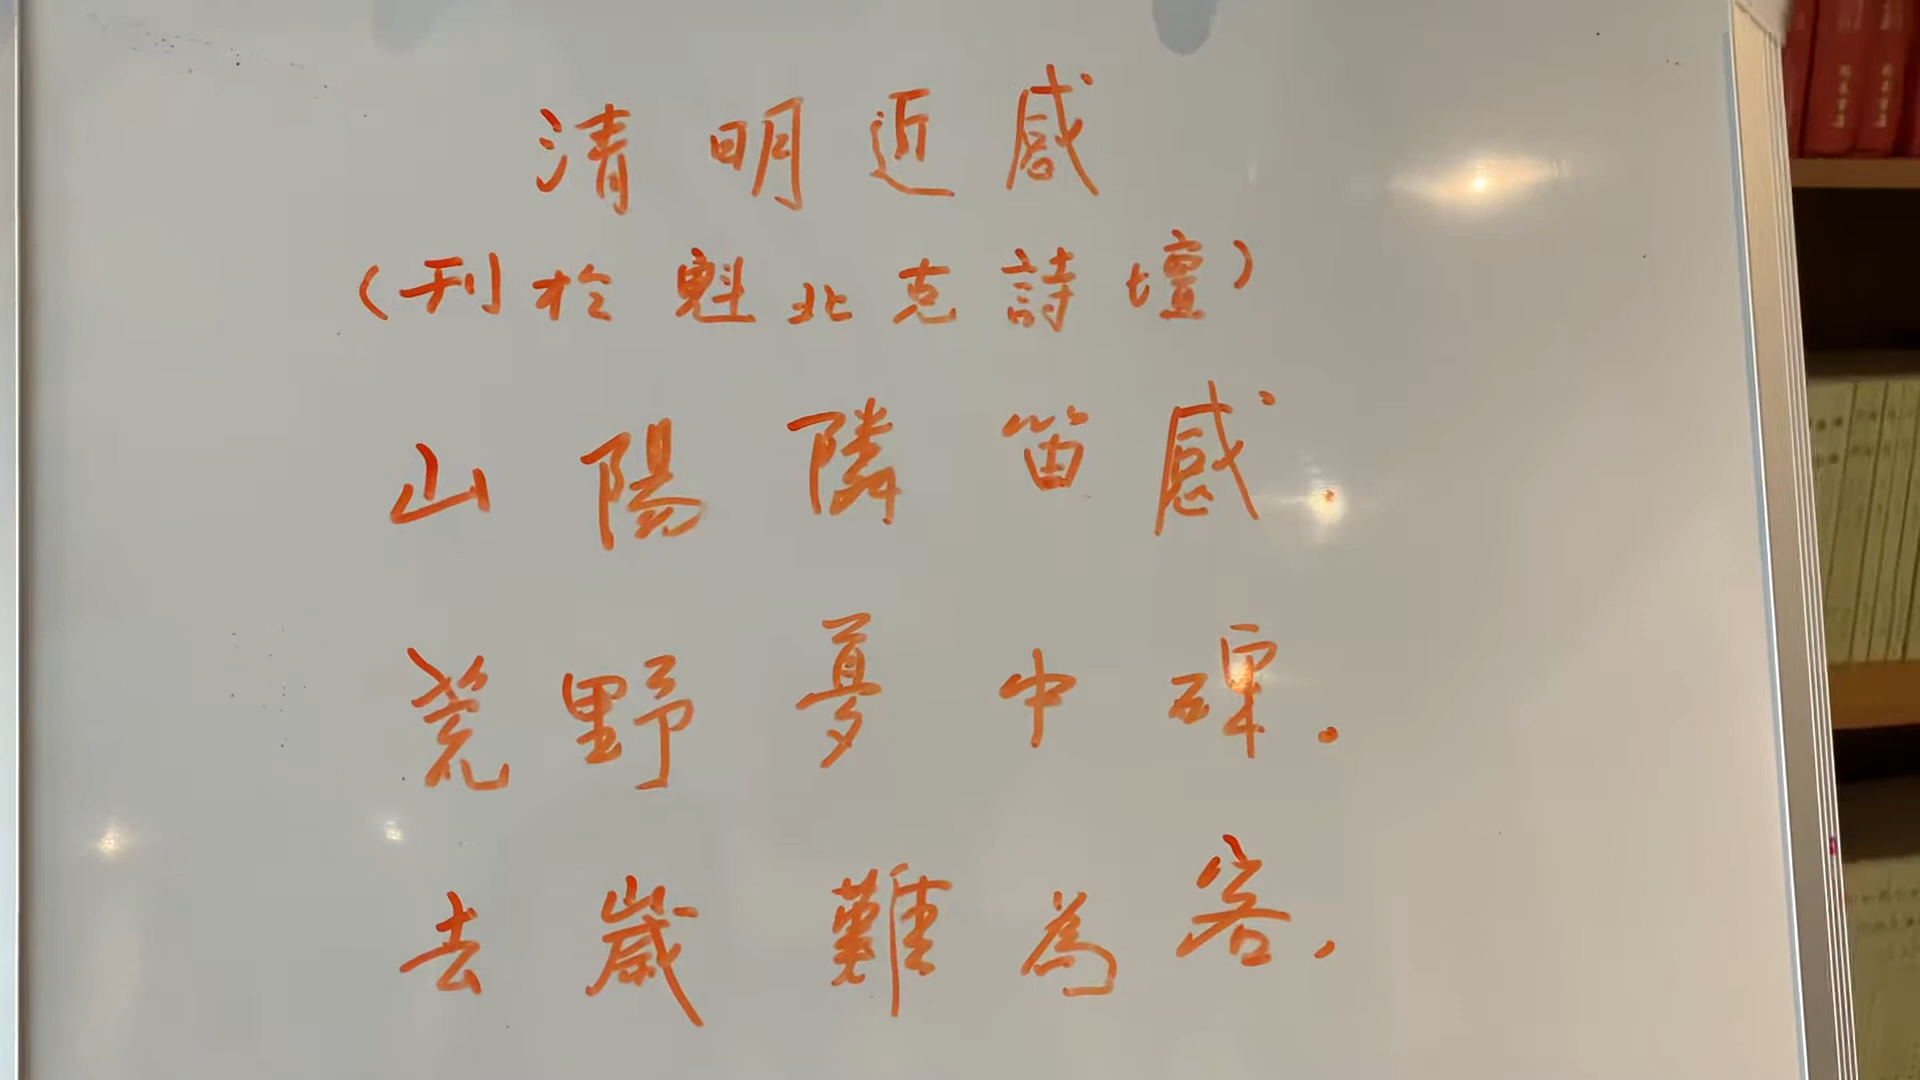 清明近感
（刊於魁北克詩壇）
山陽隣笛感
荒野夢中碑.
去歲難為客,